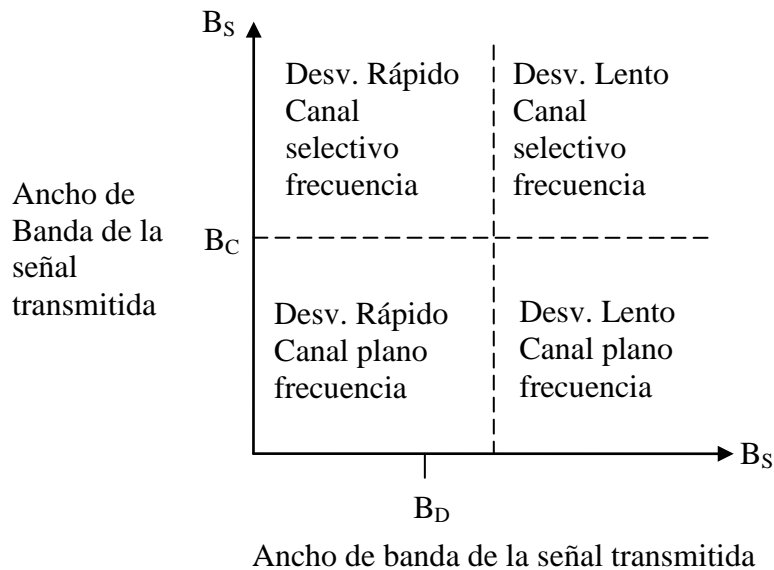 B_S
Desv. Rápido
Canal
selectivo
frecuencia
Desv. Lento
Canal
selectivo
frecuencia
Ancho de
Banda de la
señal
transmitida
B_C
Desv. Rápido
Canal plano
frecuencia
Desv. Lento
Canal plano
frecuencia
B_S
B_D
Ancho de banda de la señal transmitida